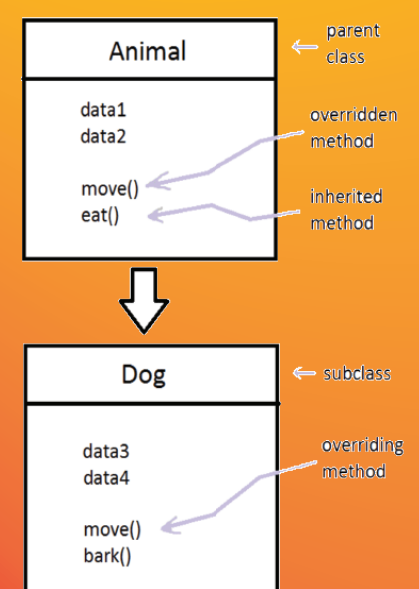 Animal
parent
class
data1
data2
overridden
method
move()
eat()
inherited
method
Dog
subclass
data3
data4
overriding
method
move()
bark()